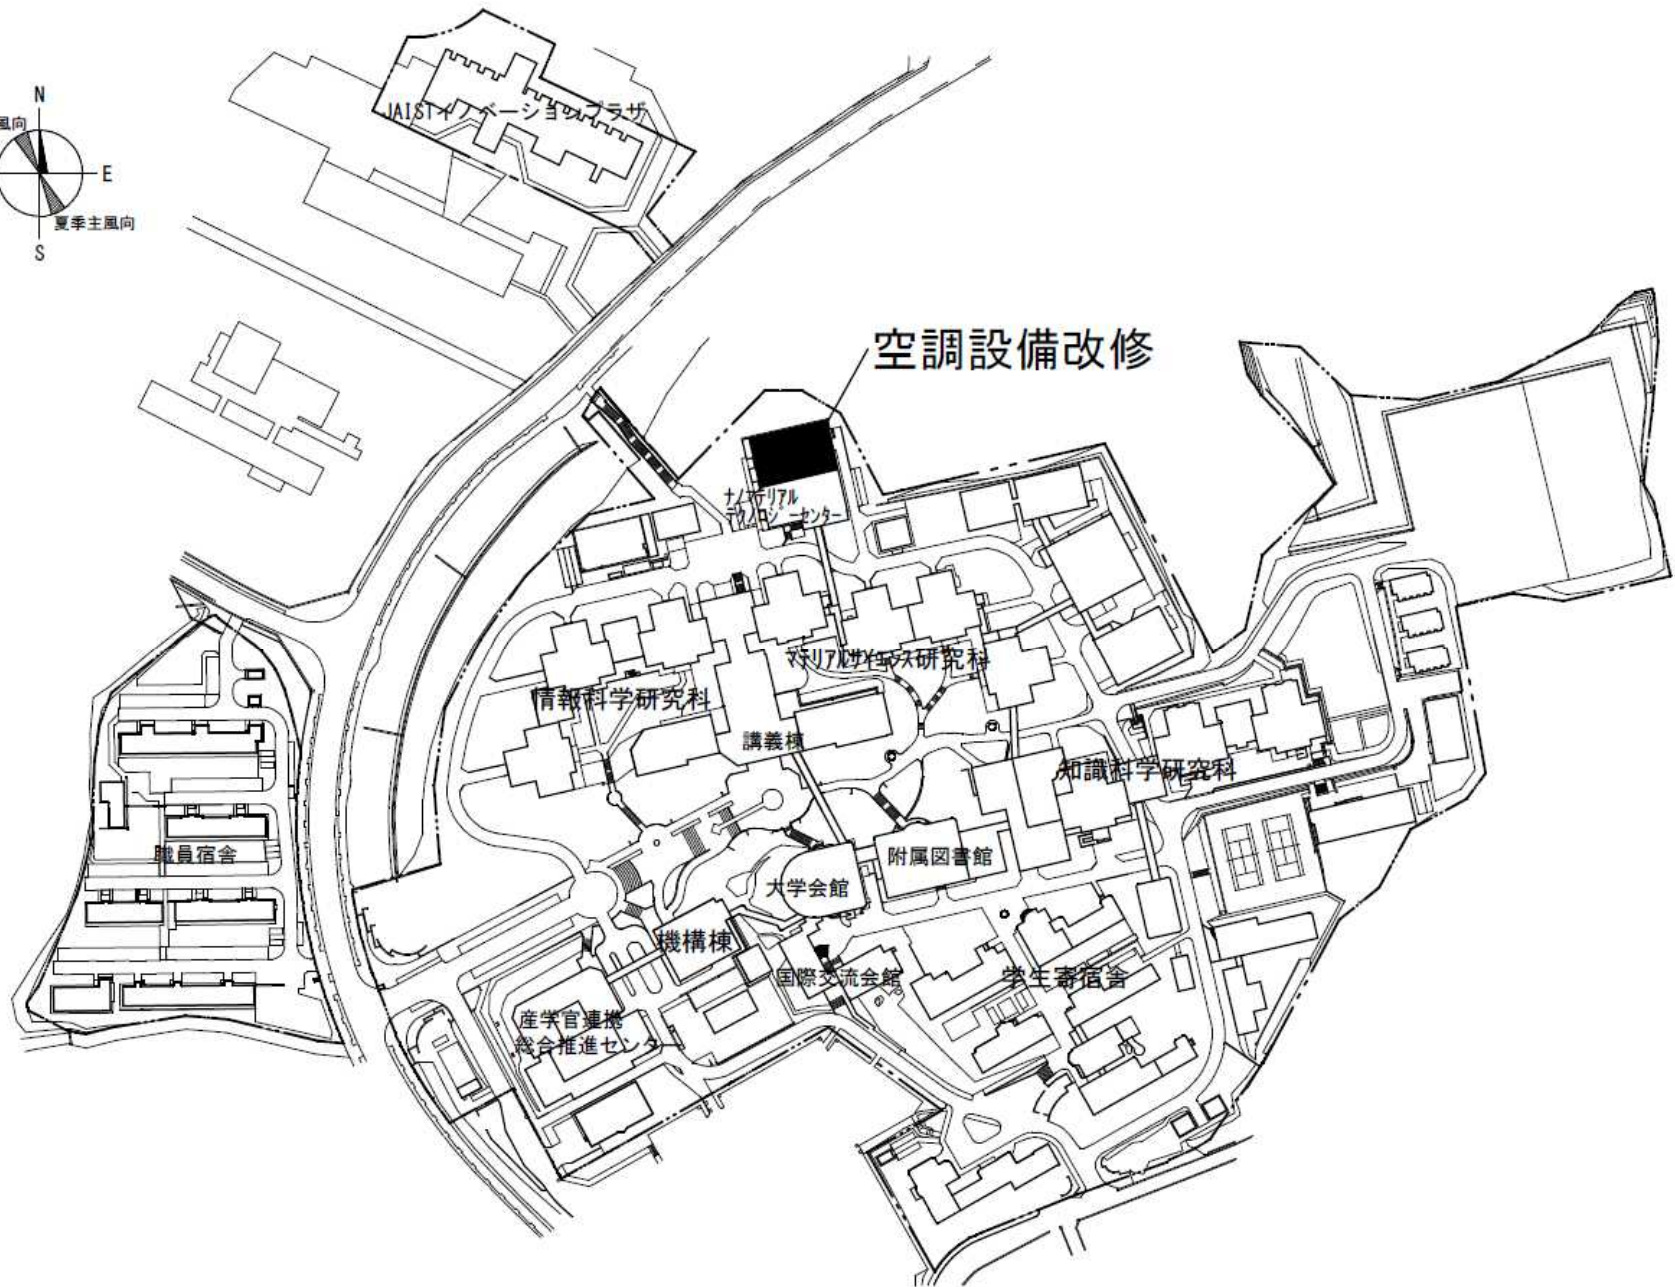 N
風向
E
夏季主風向
S
JAISTイノベーションプラザ
空調設備改修
ナノマテリアル
テクノロジーセンター
マテリアルサイエンス研究科
情報科学研究科
講義棟
知識科学研究科
職員宿舎
附属図書館
大学会館
機構棟
国際交流会館
学生寄宿舎
産学官連携
総合推進センター